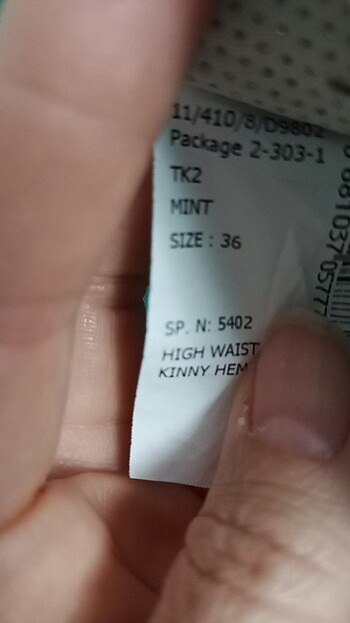 11/410/8/D9802
Package 2-303-1
TK2
MINT
SIZE : 36
SP. N: 5402
HIGH WAIST
KINNY HEM